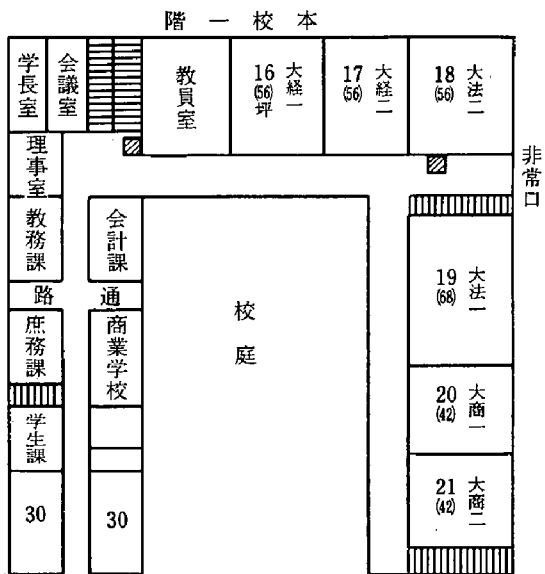 本校一階
学長室
会議室
教員室
16
(56)
坪
大経一
17
(56)
大経二
18
(56)
大法二
非常口
理事室
教務課
会計課
通路
校庭
19
(68)
大法一
庶務課
商業学校
20
(42)
大商一
学生課
21
(42)
大商二
30
30